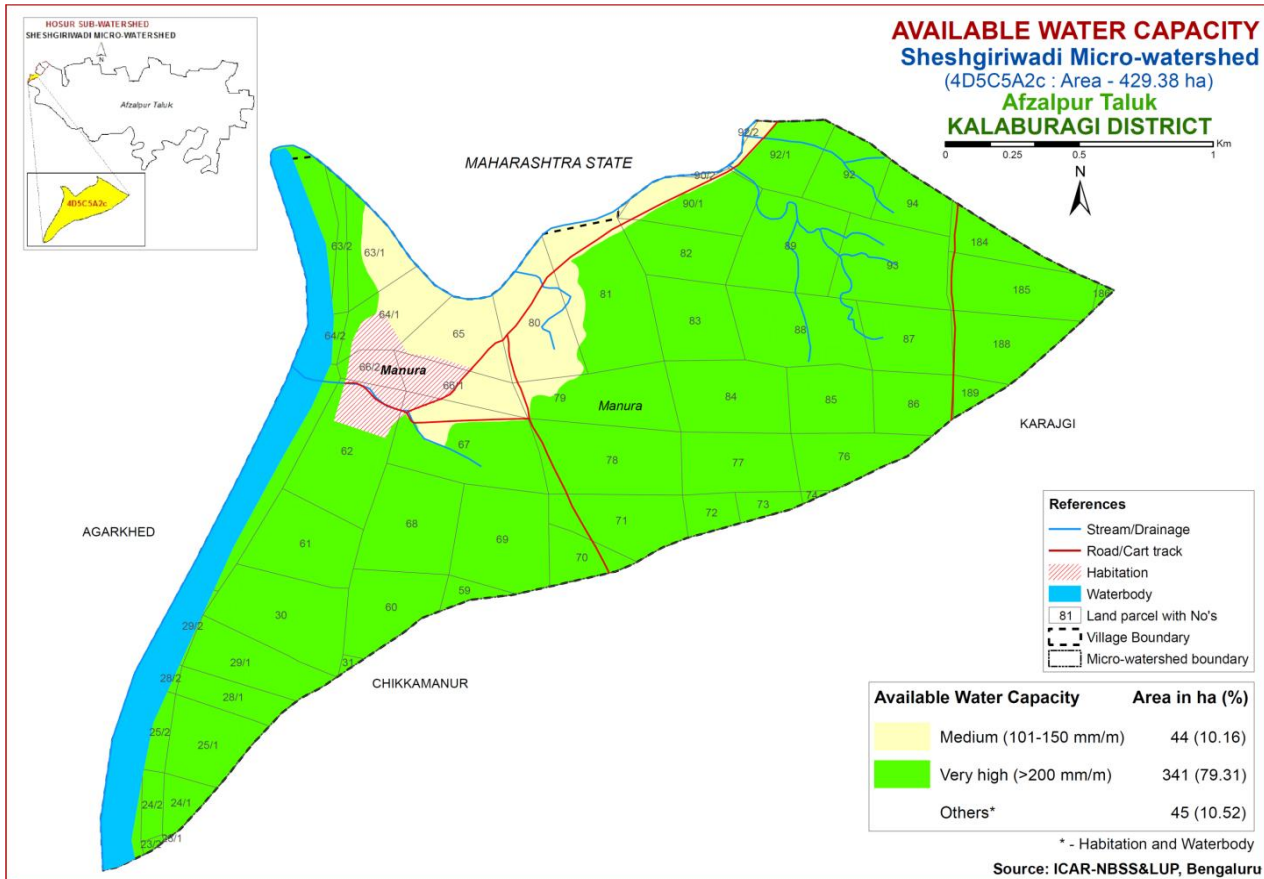 HOSUR SUB-WATERSHED
SHESHGIRIWADI MICRO-WATERSHED
N
Afzalpur Taluk
4D5C5A2c
AVAILABLE WATER CAPACITY
Sheshgiriwadi Micro-watershed
(4D5C5A2c : Area - 429.38 ha)
Afzalpur Taluk
KALABURAGI DISTRICT
Km
0 0.25 0.5 1
N
MAHARASHTRA STATE
92/2
92/1
92
90/2
90/1
94
184
63/2
63/1
82
89
93
185
186
81
64/1
64/2
65
80
83
88
87
188
66/2
Manura
66/1
79
Manura
84
85
86
189
KARAJGI
62
67
78
77
76
74
73
72
71
68
69
70
AGARKHED
61
59
60
30
29/2
29/1
31
28/2
28/1
CHIKKAMANUR
25/2
25/1
24/2
24/1
23/2
References
Stream/Drainage
Road/Cart track
Habitation
Waterbody
81 Land parcel with No's
Village Boundary
Micro-watershed boundary
Available Water Capacity Area in ha (%)
Medium (101-150 mm/m) 44 (10.16)
Very high (>200 mm/m) 341 (79.31)
Others* 45 (10.52)
* - Habitation and Waterbody
Source: ICAR-NBSS&LUP, Bengaluru